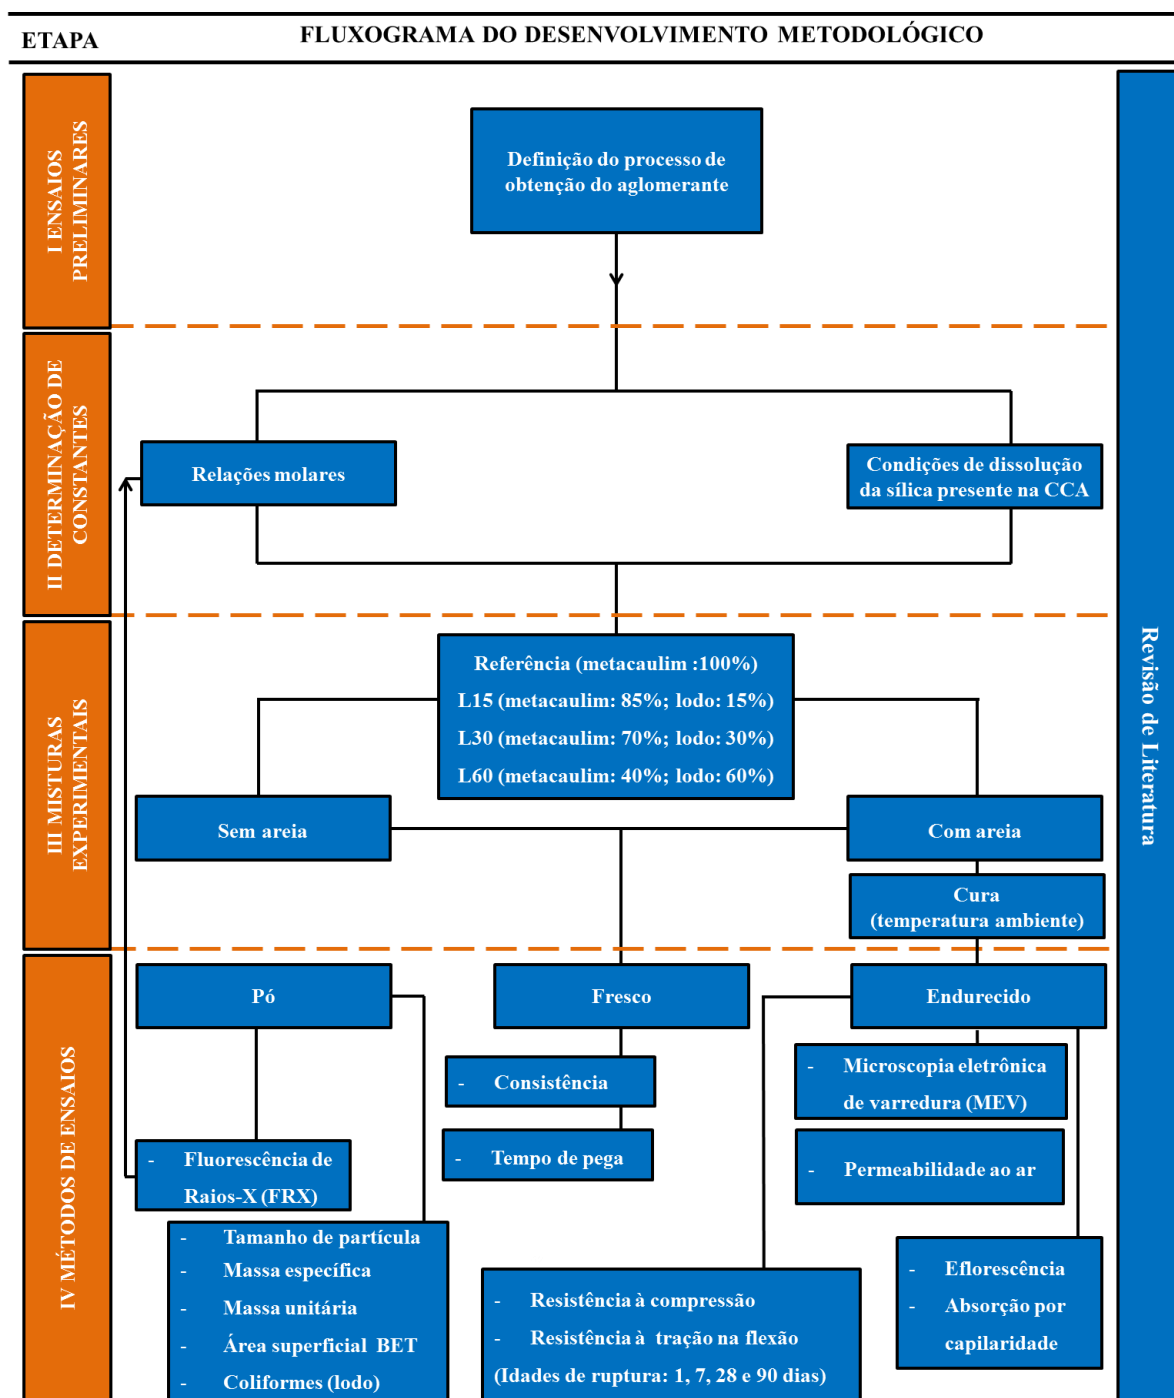 ETAPA
FLUXOGRAMA DO DESENVOLVIMENTO METODOLÓGICO
I ENSAIOS
PRELIMINARES
Definição do processo de
obtenção do aglomerante
II DETERMINAÇÃO DE
CONSTANTES
Relações molares
Condições de dissolução
da sílica presente na CCA
III MISTURAS
EXPERIMENTAIS
Referência (metacaulim :100%)
L15 (metacaulim: 85%; lodo: 15%)
L30 (metacaulim: 70%; lodo: 30%)
L60 (metacaulim: 40%; lodo: 60%)
Sem areia
Com areia
Cura
(temperatura ambiente)
Revisão de Literatura
IV MÉTODOS DE ENSAIOS
Pó
Fresco
Endurecido
- Consistência
- Tempo de pega
- Microscopia eletrônica
de varredura (MEV)
- Permeabilidade ao ar
- Fluorescência de
Raios-X (FRX)
- Tamanho de partícula
- Massa específica
- Massa unitária
- Área superficial BET
- Coliformes (lodo)
- Resistência à compressão
- Resistência à tração na flexão
(Idades de ruptura: 1, 7, 28 e 90 dias)
- Eflorescência
- Absorção por
capilaridade